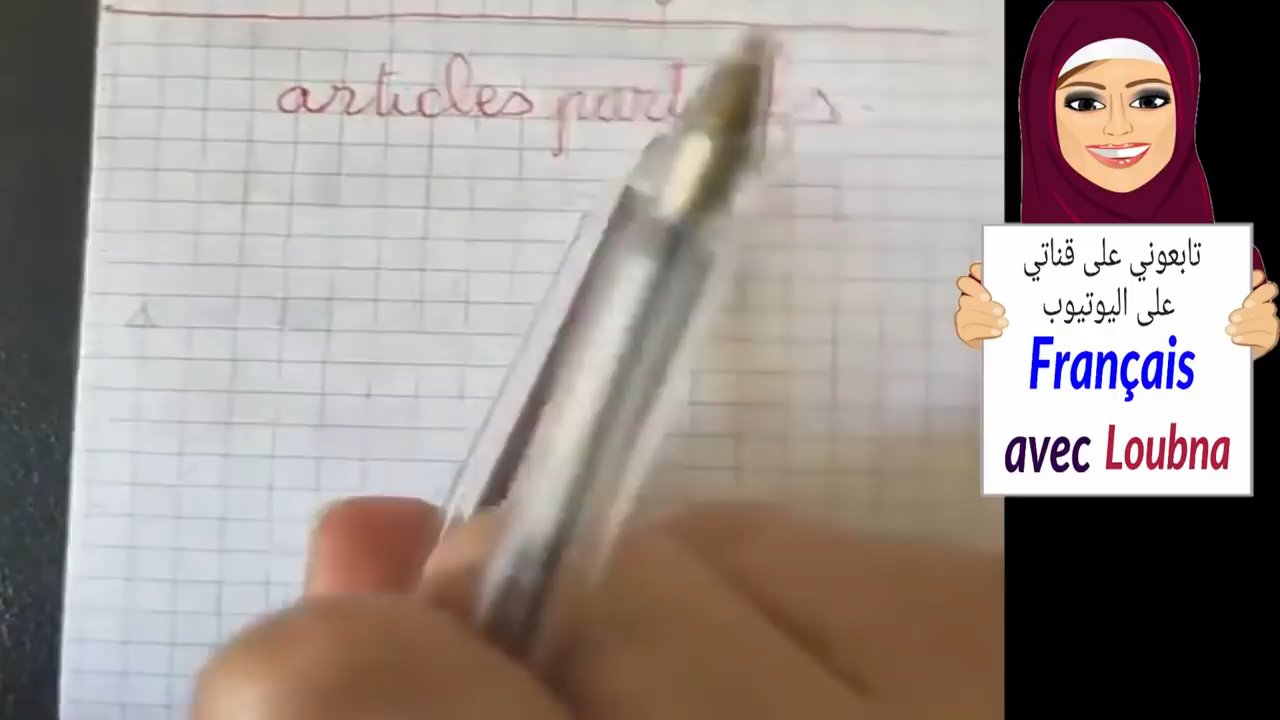 articles
تابعوني على قناتي
على اليوتيوب
Français
avec Loubna